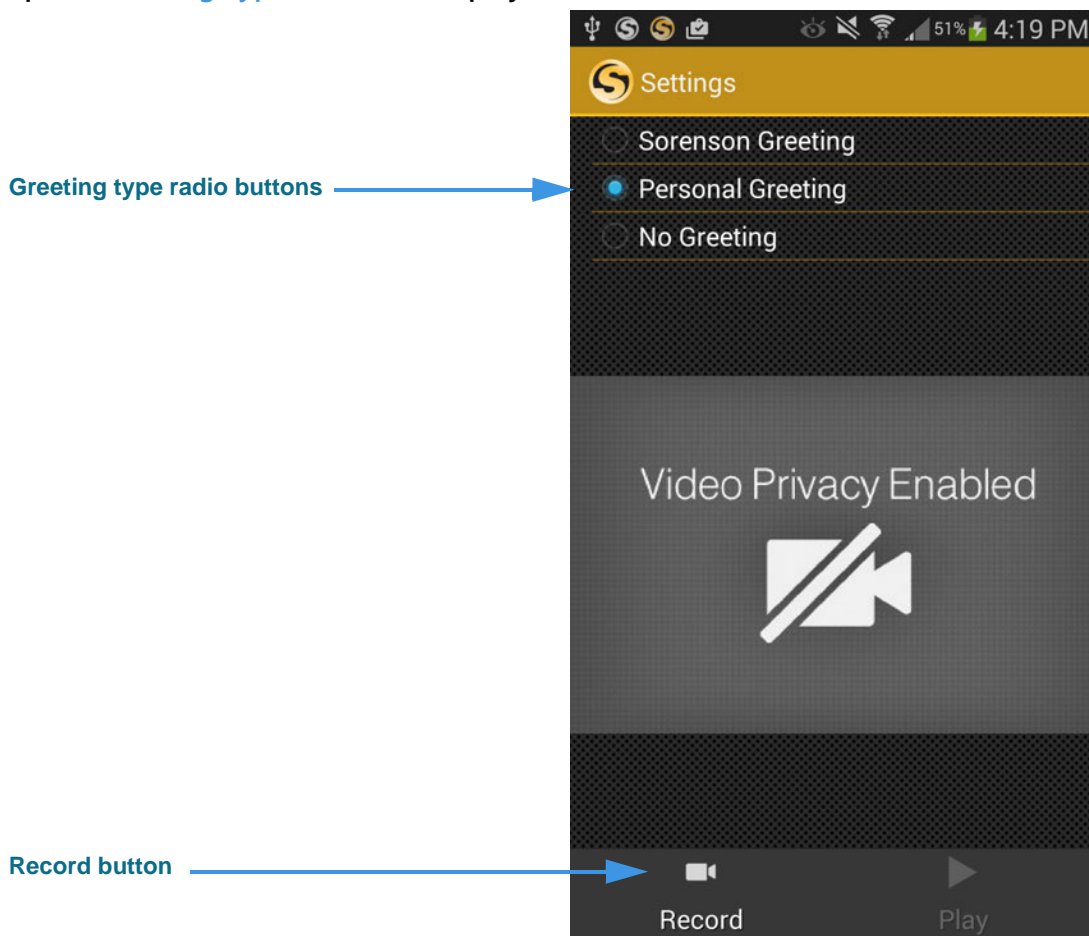 51% 4:19 PM
Settings
Sorenson Greeting
Greeting type radio buttons
Personal Greeting
No Greeting
Video Privacy Enabled
Record button
Record
Play